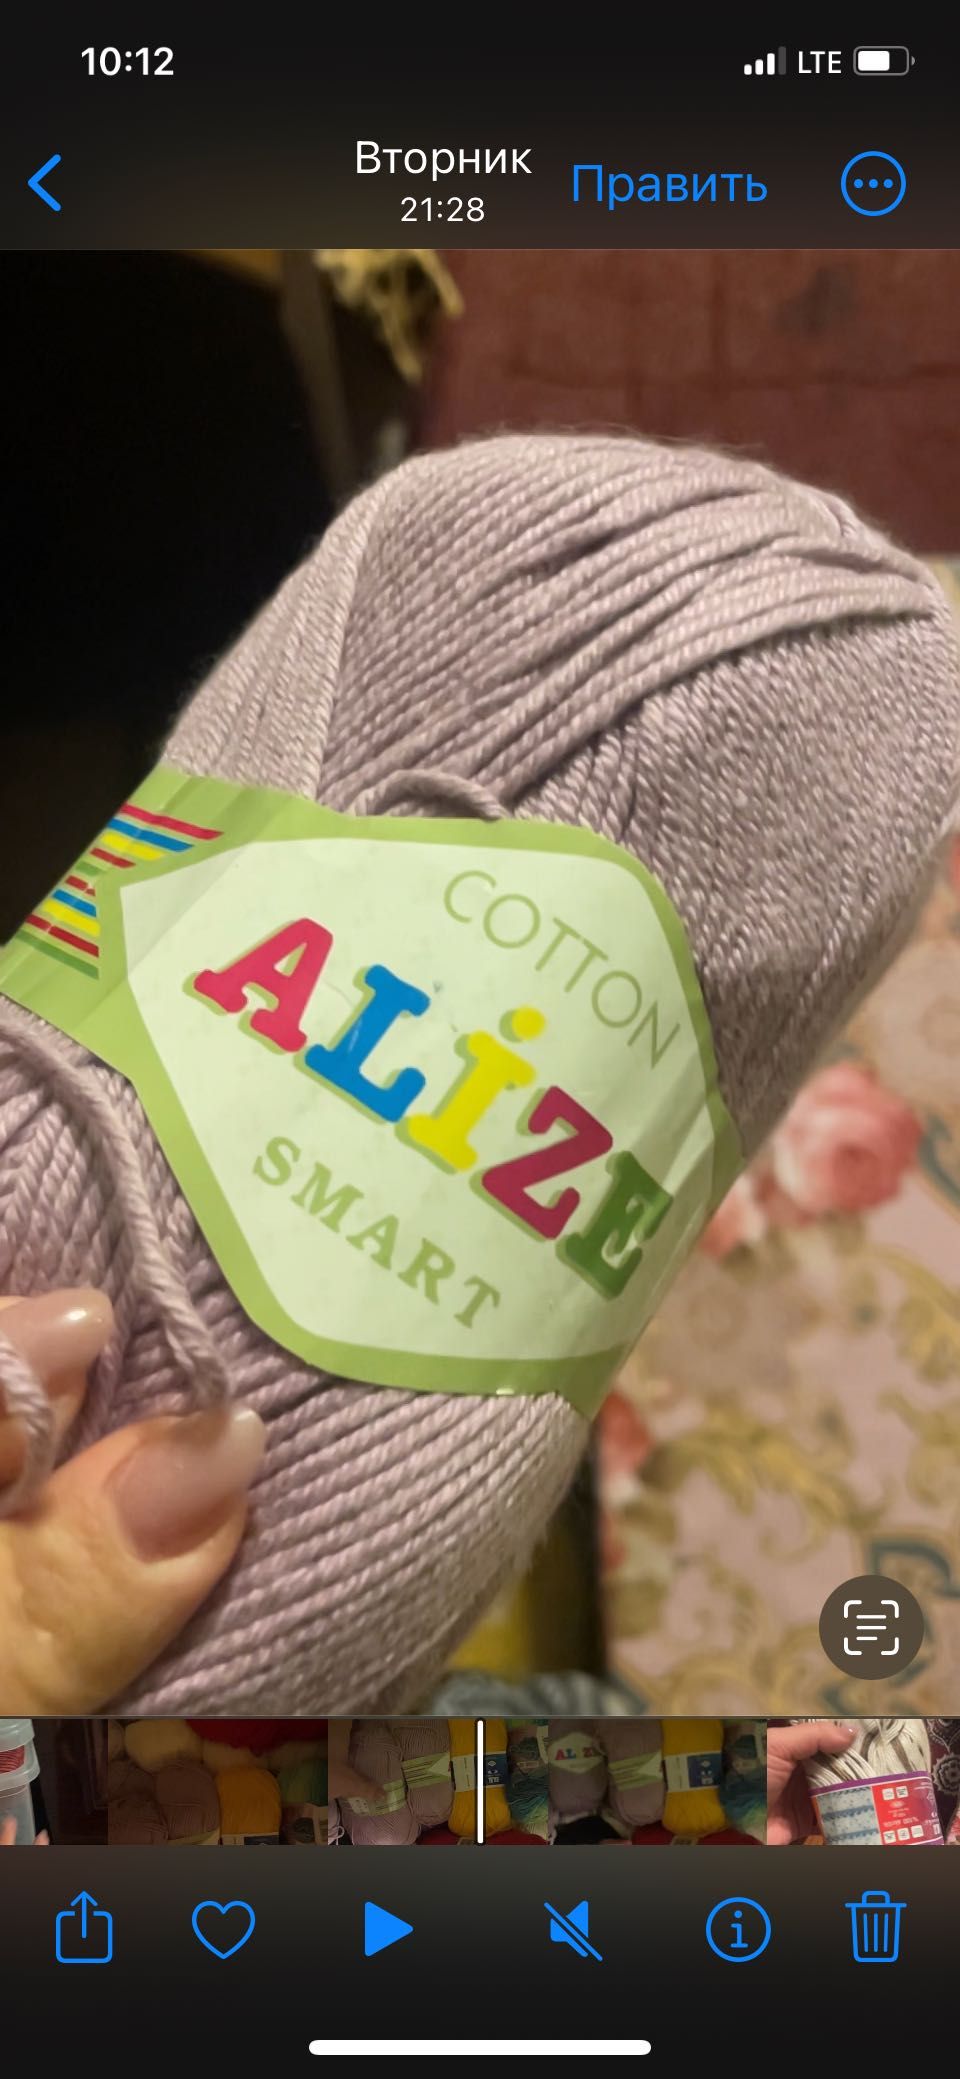 10:12
LTE
Вторник
21:28
Править
COTTON
ALiZE
SMART